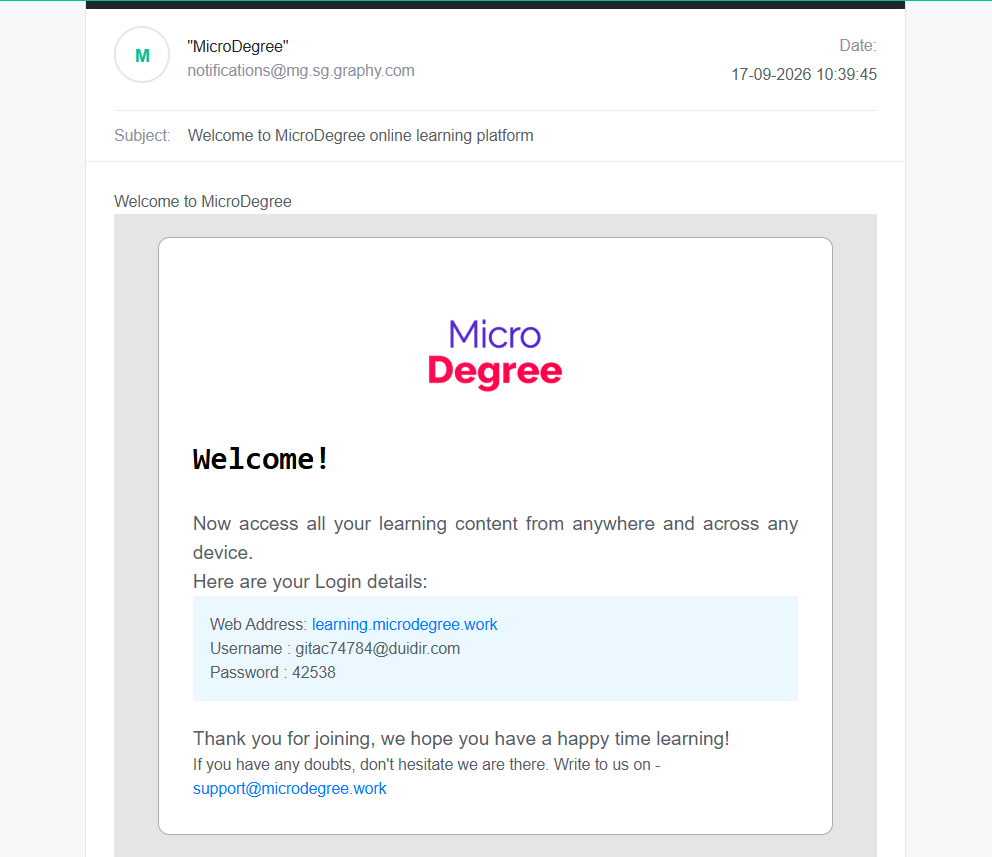 M
"MicroDegree"
notifications@mg.sg.graphy.com
Date:
17-09-2026 10:39:45
Subject: Welcome to MicroDegree online learning platform
Welcome to MicroDegree
Micro
Degree
Welcome!
Now access all your learning content from anywhere and across any
device.
Here are your Login details:
Web Address: learning.microdegree.work
Username : gitac74784@duidir.com
Password : 42538
Thank you for joining, we hope you have a happy time learning!
If you have any doubts, don't hesitate we are there. Write to us on -
support@microdegree.work